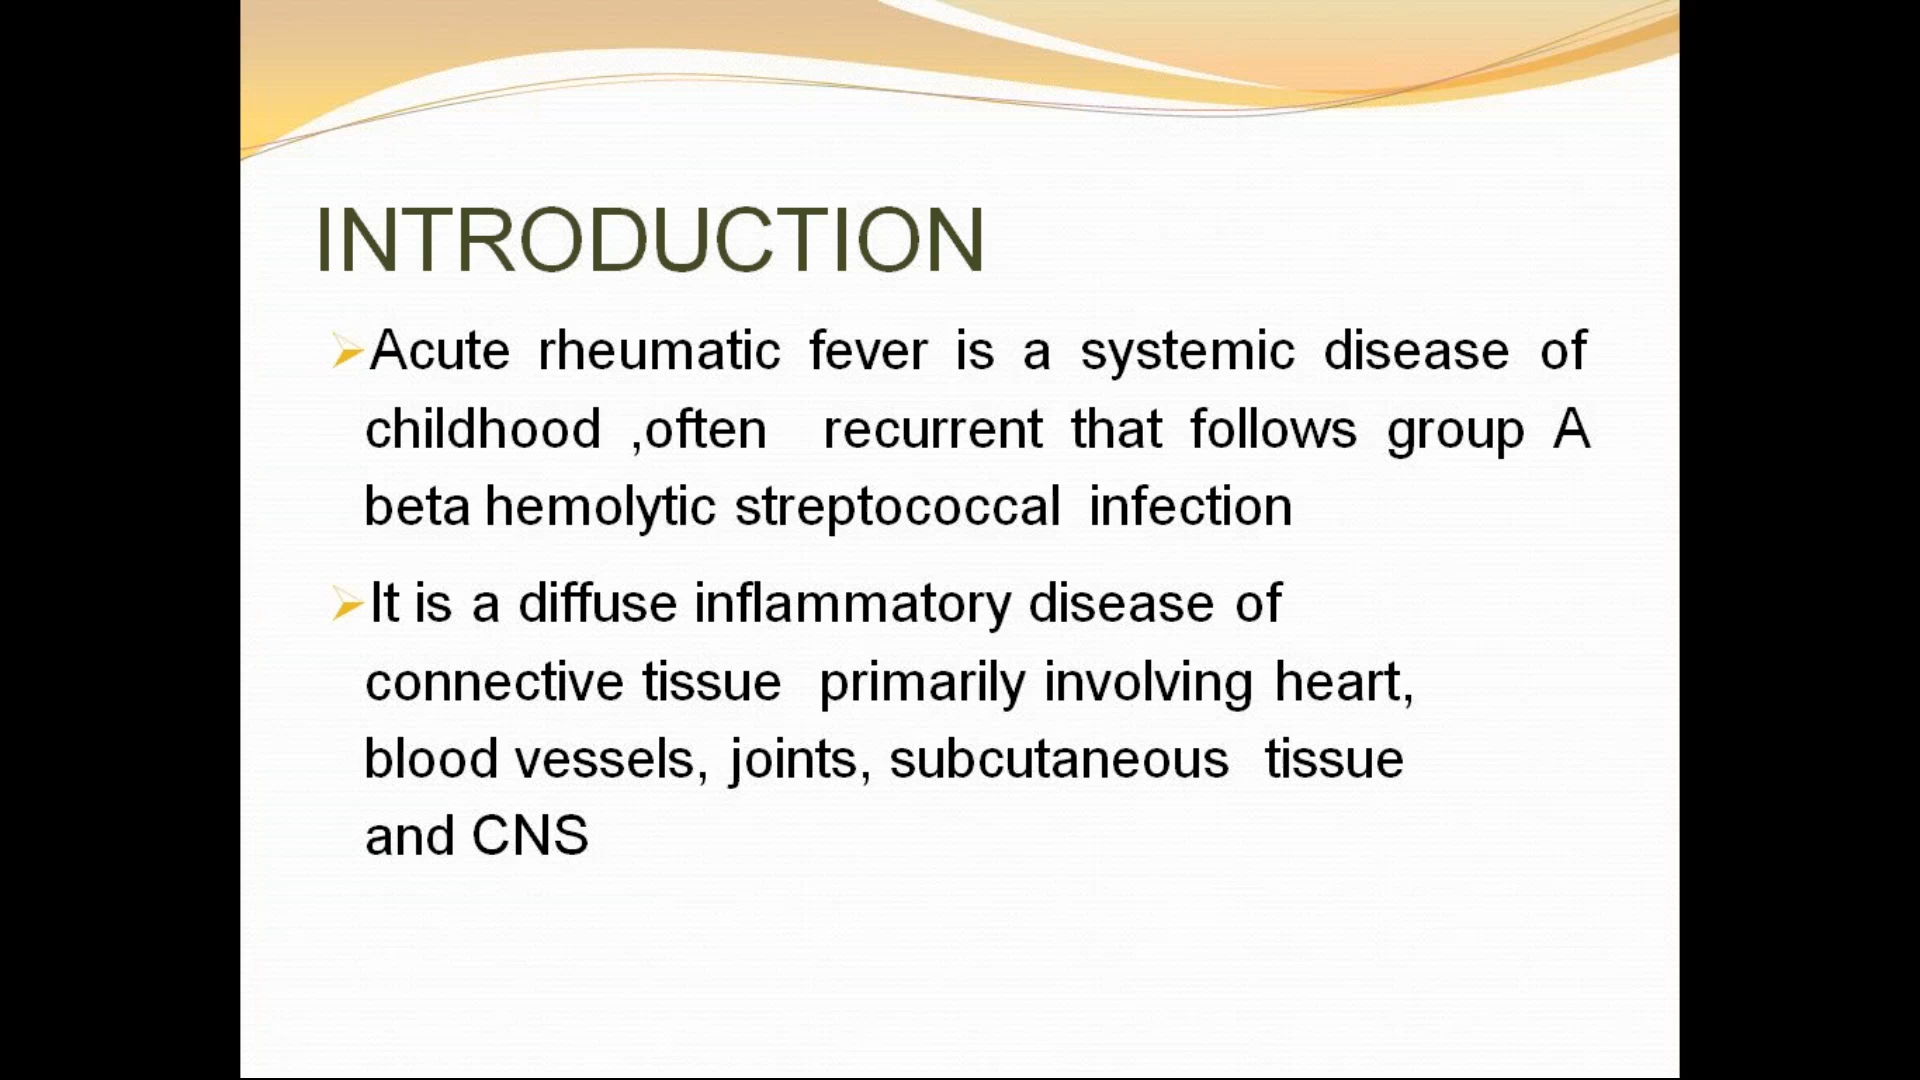 INTRODUCTION
Acute rheumatic fever is a systemic disease of
childhood ,often recurrent that follows group A
beta hemolytic streptococcal infection
It is a diffuse inflammatory disease of
connective tissue primarily involving heart,
blood vessels, joints, subcutaneous tissue
and CNS